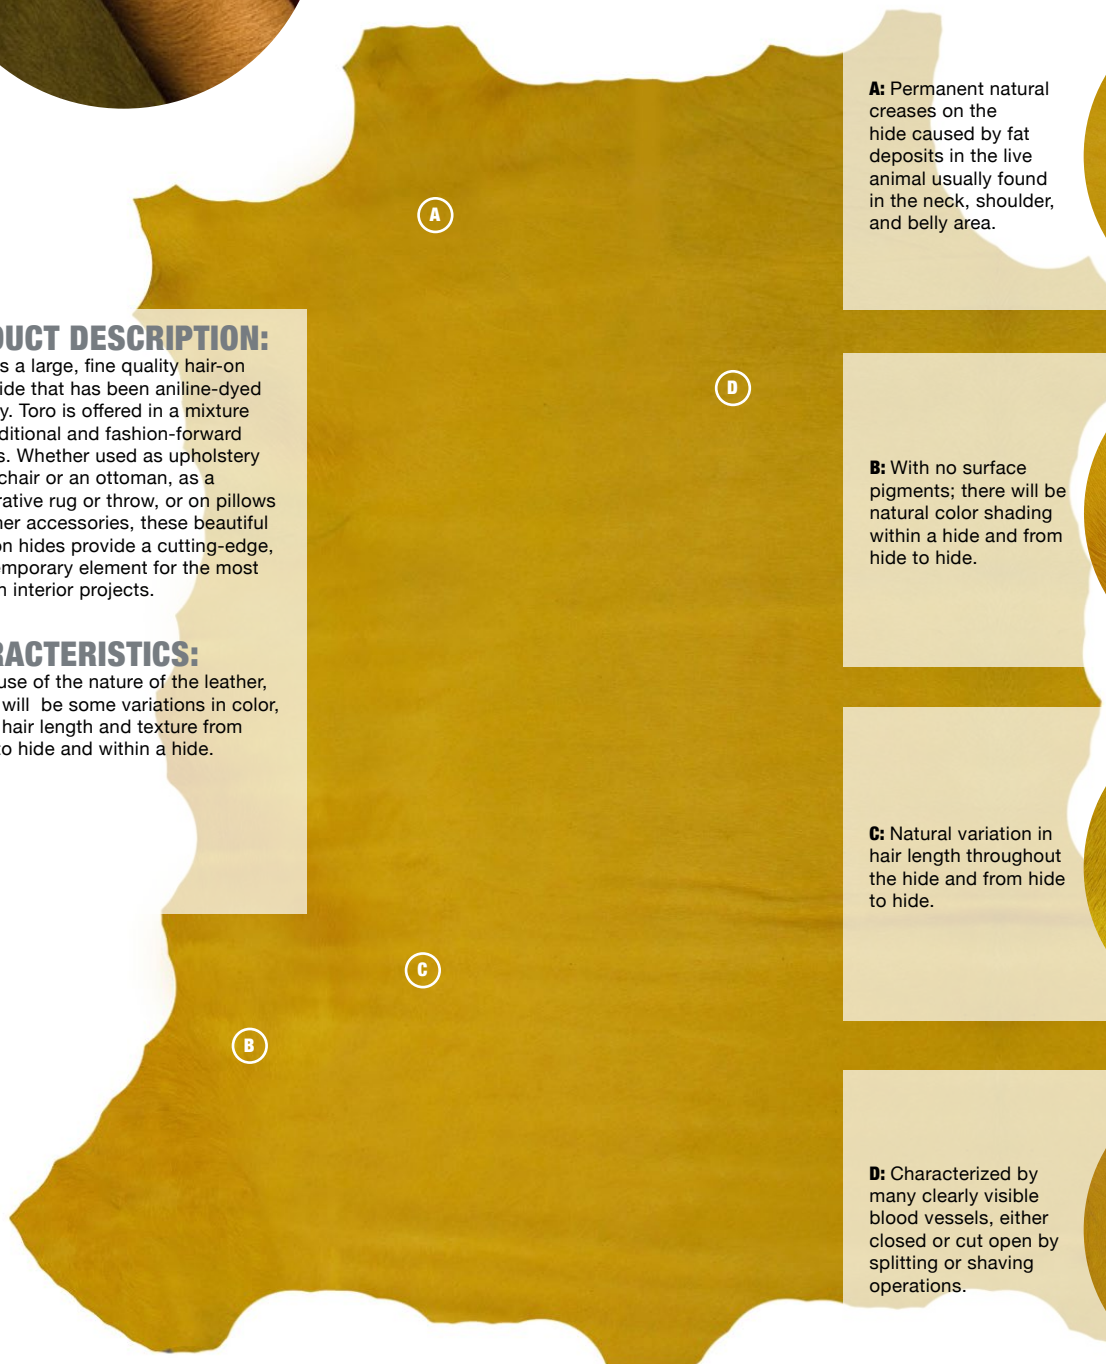 DUCT DESCRIPTION:
s a large, fine quality hair-on
ide that has been aniline-dyed
y. Toro is offered in a mixture
ditional and fashion-forward
s. Whether used as upholstery
chair or an ottoman, as a
rative rug or throw, or on pillows
her accessories, these beautiful
on hides provide a cutting-edge,
emporary element for the most
n interior projects.
RACTERISTICS:
use of the nature of the leather,
will be some variations in color,
hair length and texture from
to hide and within a hide.
A
D
C
B
A: Permanent natural
creases on the
hide caused by fat
deposits in the live
animal usually found
in the neck, shoulder,
and belly area.
B: With no surface
pigments; there will be
natural color shading
within a hide and from
hide to hide.
C: Natural variation in
hair length throughout
the hide and from hide
to hide.
D: Characterized by
many clearly visible
blood vessels, either
closed or cut open by
splitting or shaving
operations.